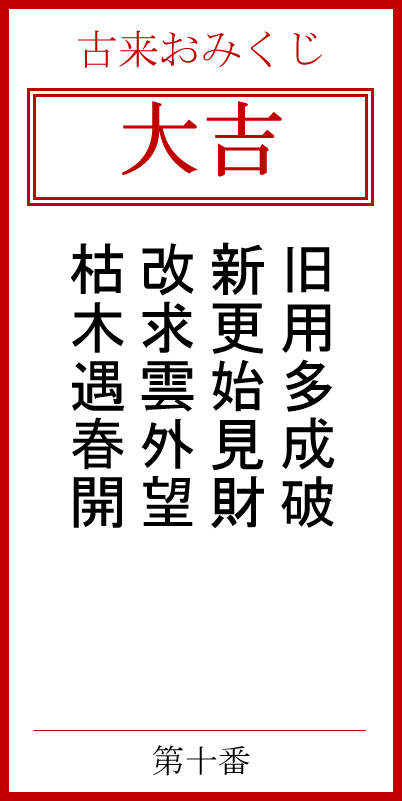 古来おみくじ
大吉
旧用多成破
新更始見財
改求雲外望
枯木遇春開
第十番